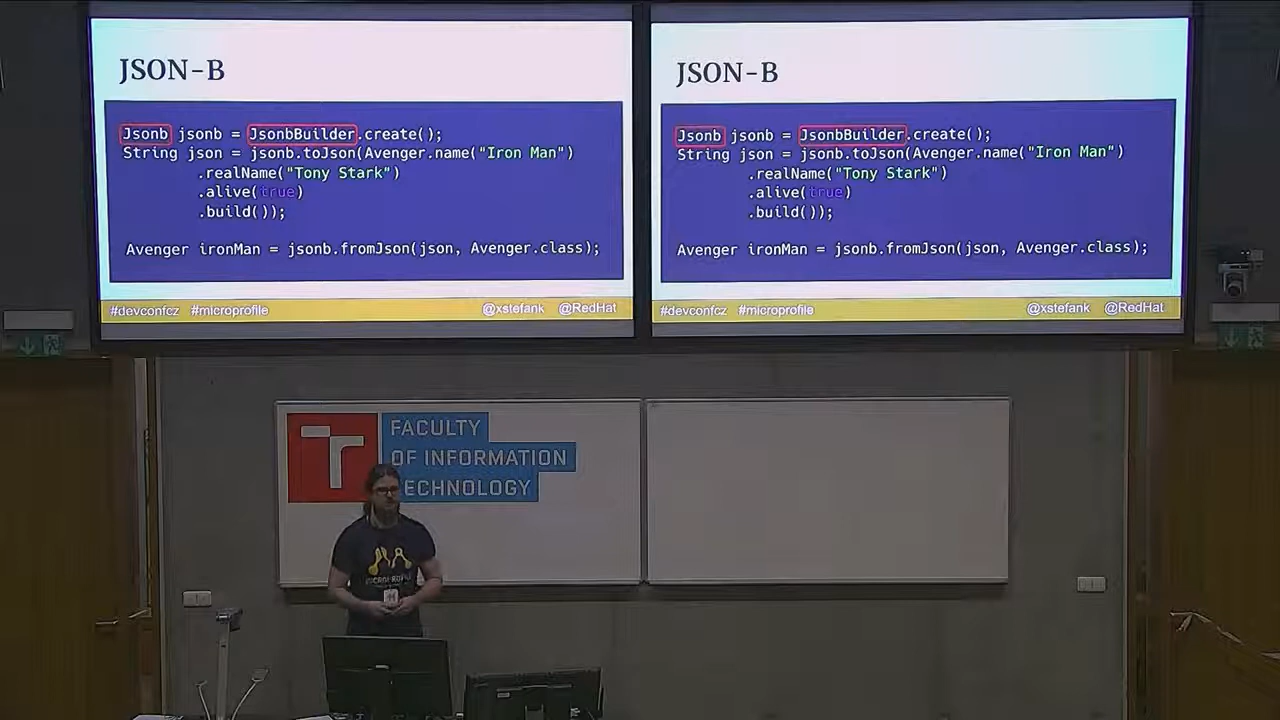 JSON-B
Jsonb jsonb = JsonbBuilder.create();
String json = jsonb.toJson(Avenger.name("Iron Man")
.realName("Tony Stark")
.alive(true)
.build());
Avenger ironMan = jsonb.fromJson(json, Avenger.class);
#devconfcz #microprofile @xstefank @RedHat
JSON-B
Jsonb jsonb = JsonbBuilder.create();
String json = jsonb.toJson(Avenger.name("Iron Man")
.realName("Tony Stark")
.alive(true)
.build());
Avenger ironMan = jsonb.fromJson(json, Avenger.class);
#devconfcz #microprofile @xstefank @RedHat
FACULTY
OF INFORMATION
TECHNOLOGY